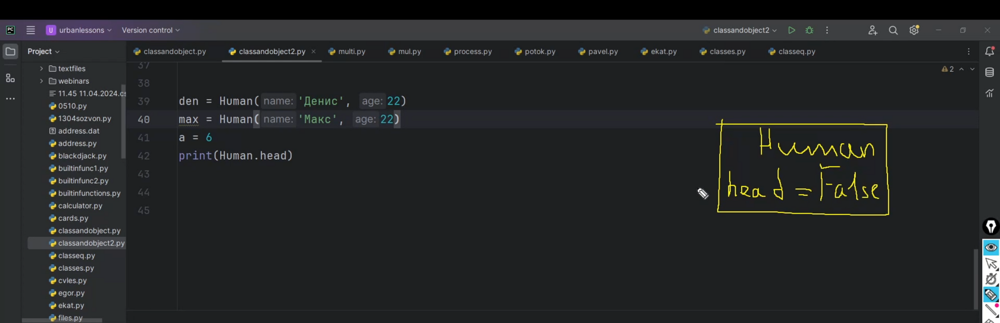 PC
U urbanlessons
Version control
classandobject2
Project
classandobject.py
classandobject2.py
multi.py
mul.py
process.py
potok.py
pavel.py
ekat.py
classes.py
classeq.py
textfiles
webinars
11.45 11.04.2024.cs
0510.py
1304sozvon.py
address.dat
address.py
blackdjack.py
builtinfunc1.py
builtinfunc2.py
builtinfunctions.py
calculator.py
cards.py
classandobject.py
classandobject2.py
classeq.py
classes.py
cvles.py
egor.py
ekat.py
files.py
2
37
38
39 den = Human( name: 'Денис', age: 22)
40 max = Human( name: 'Макс', age: 22)
41 a = 6
42 print(Human.head)
43
44
45
Human
head = False